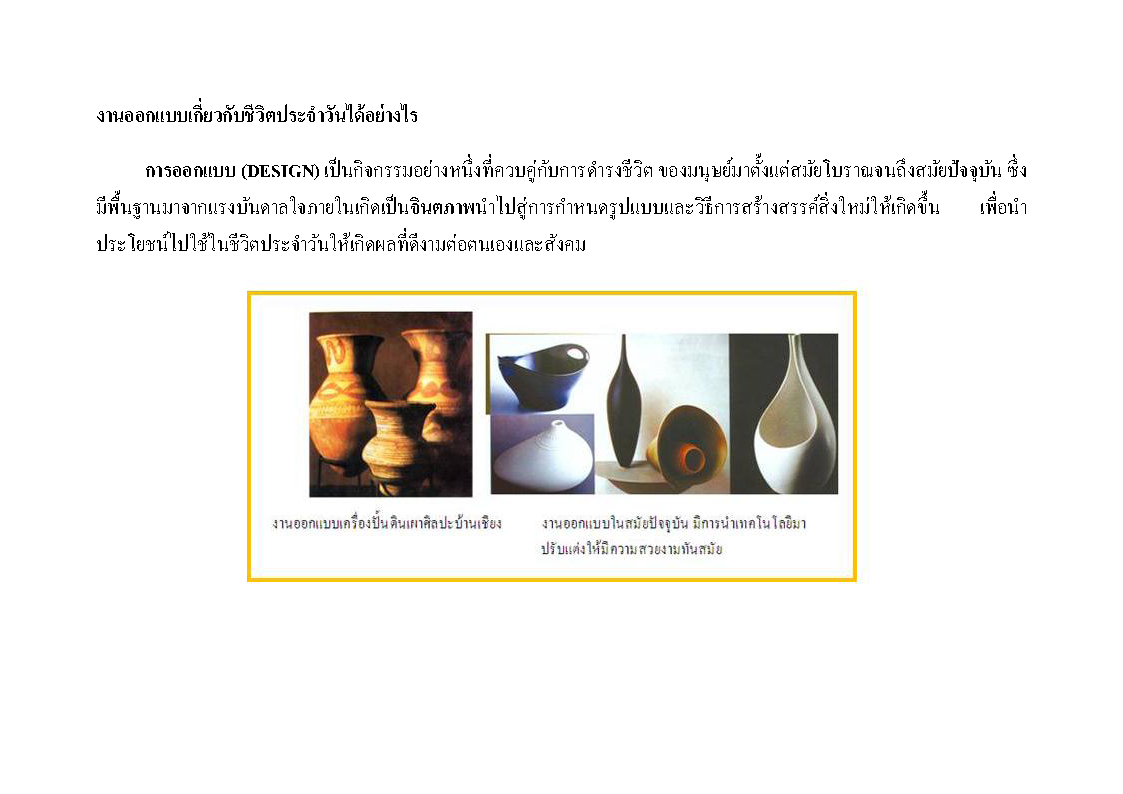 งานออกแบบเกี่ยวกับชีวิตประจำวันได้อย่างไร
การออกแบบ (DESIGN) เป็นกิจกรรมอย่างหนึ่งที่ควบคู่กับการดำรงชีวิต ของมนุษย์มาตั้งแต่สมัยโบราณจนถึงสมัยปัจจุบัน ซึ่ง
มีพื้นฐานมาจากแรงบันดาลใจภายในเกิดเป็นจินตภาพนำไปสู่การกำหนดรูปแบบและวิธีการสร้างสรรค์สิ่งใหม่ให้เกิดขึ้น เพื่อนำ
ประโยชน์ไปใช้ในชีวิตประจำวันให้เกิดผลที่ดีงามต่อตนเองและสังคม
งานออกแบบเครื่องปั้นดินเผาศิลปะบ้านเชียง
งานออกแบบในสมัยปัจจุบัน มีการนำเทคโนโลยีมา
ปรับแต่งให้มีความสวยงามทันสมัย